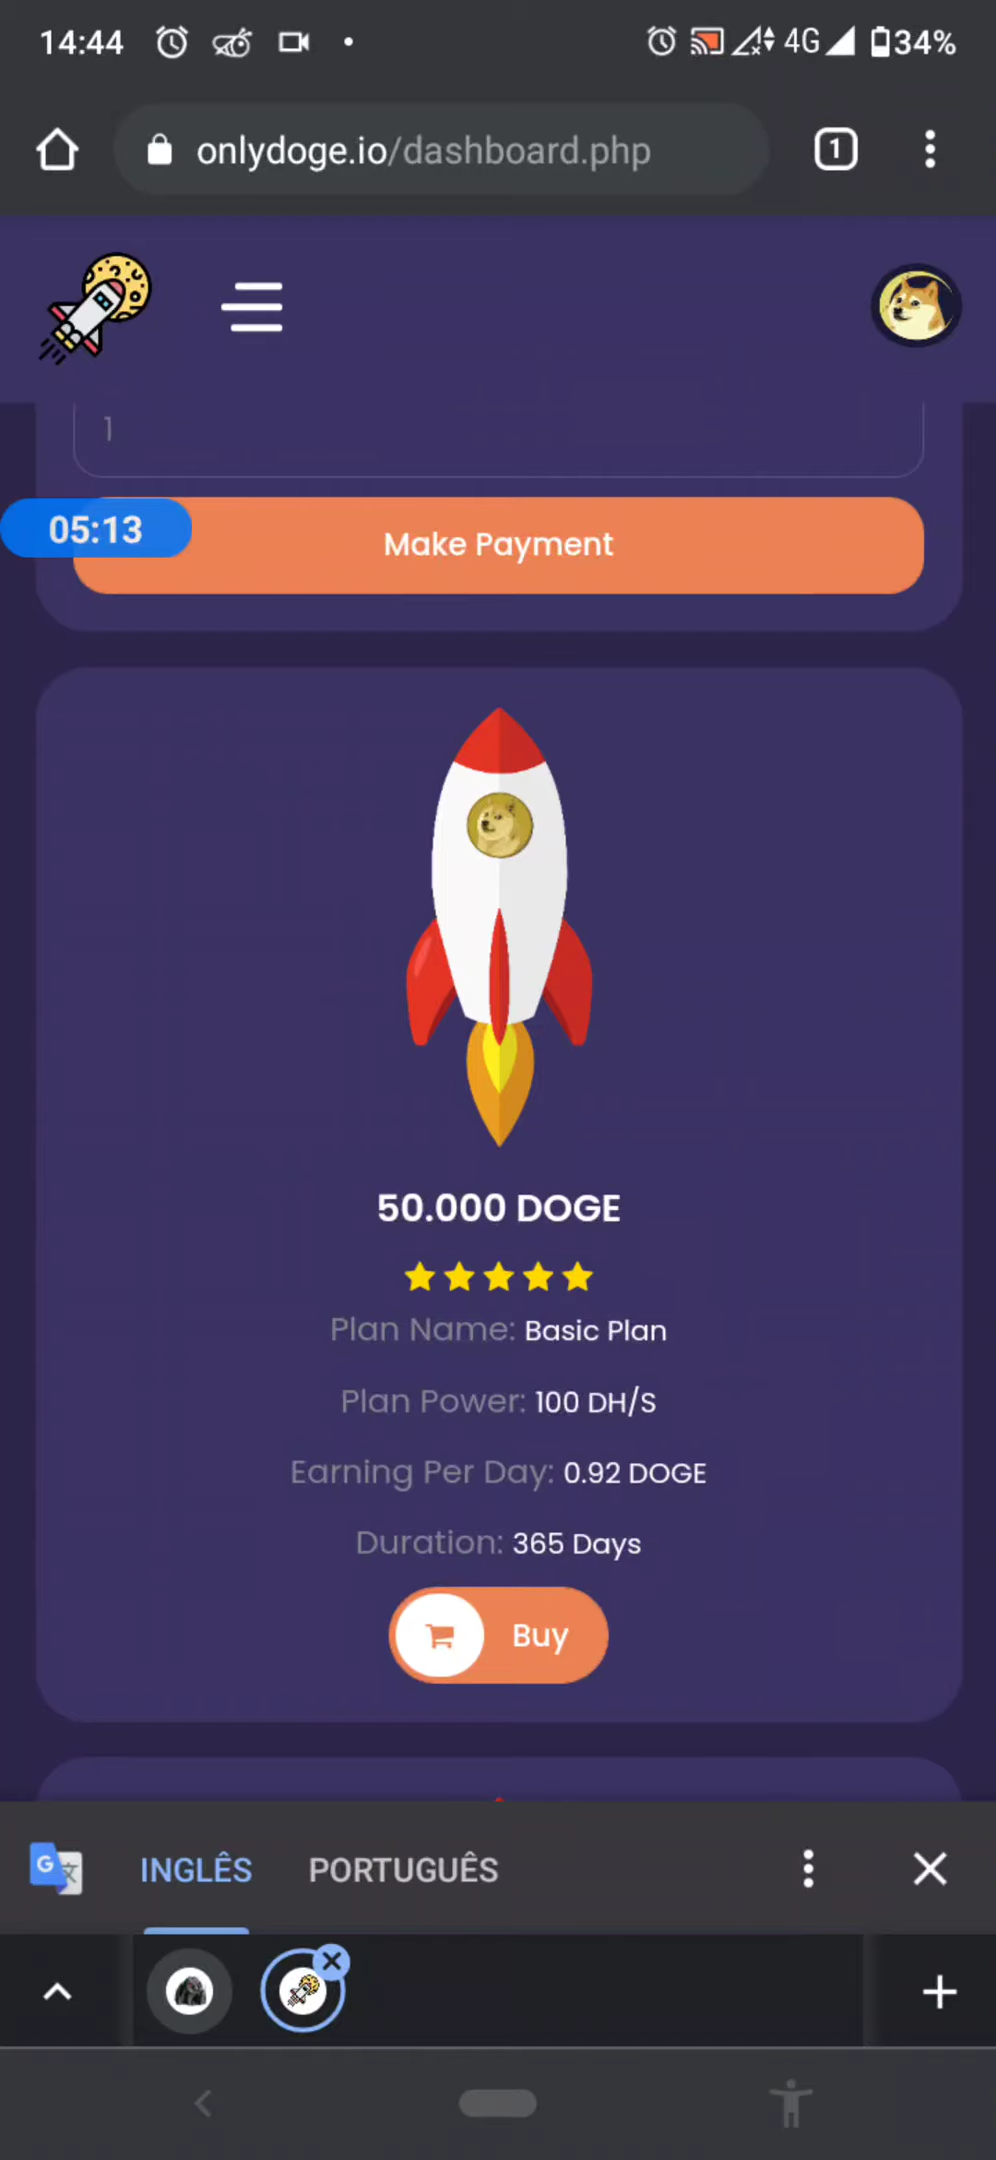 14:44 4G 34%
onlydoge.io/dashboard.php 1
1
05:13
Make Payment
50.000 DOGE
Plan Name: Basic Plan
Plan Power: 100 DH/S
Earning Per Day: 0.92 DOGE
Duration: 365 Days
Buy
G 文 INGLÊS PORTUGUÊS